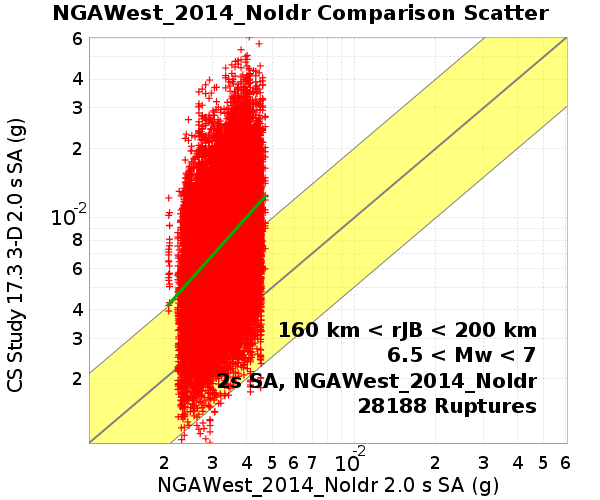 NGAWest_2014_NoIdr Comparison Scatter
6
4
3
2
10-2
8
6
4
3
2
CS Study 17.3 3-D 2.0 s SA (g)
160 km < rJB < 200 km
6.5 < Mw < 7
2s SA, NGAWest_2014_NoIdr
28188 Ruptures
2 3 4 5 6 7 10-2 2 3 4 5 6
NGAWest_2014_NoIdr 2.0 s SA (g)